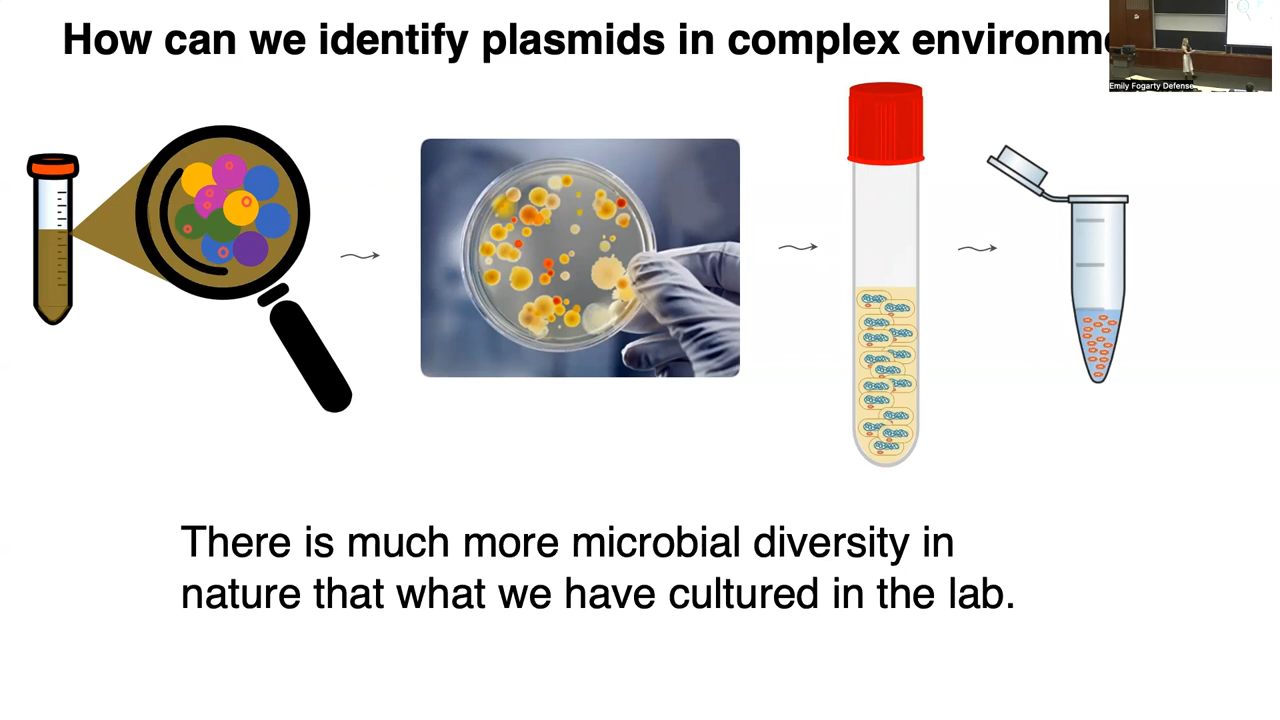 How can we identify plasmids in complex environme
Emily Fogarty Defense
There is much more microbial diversity in
nature that what we have cultured in the lab.